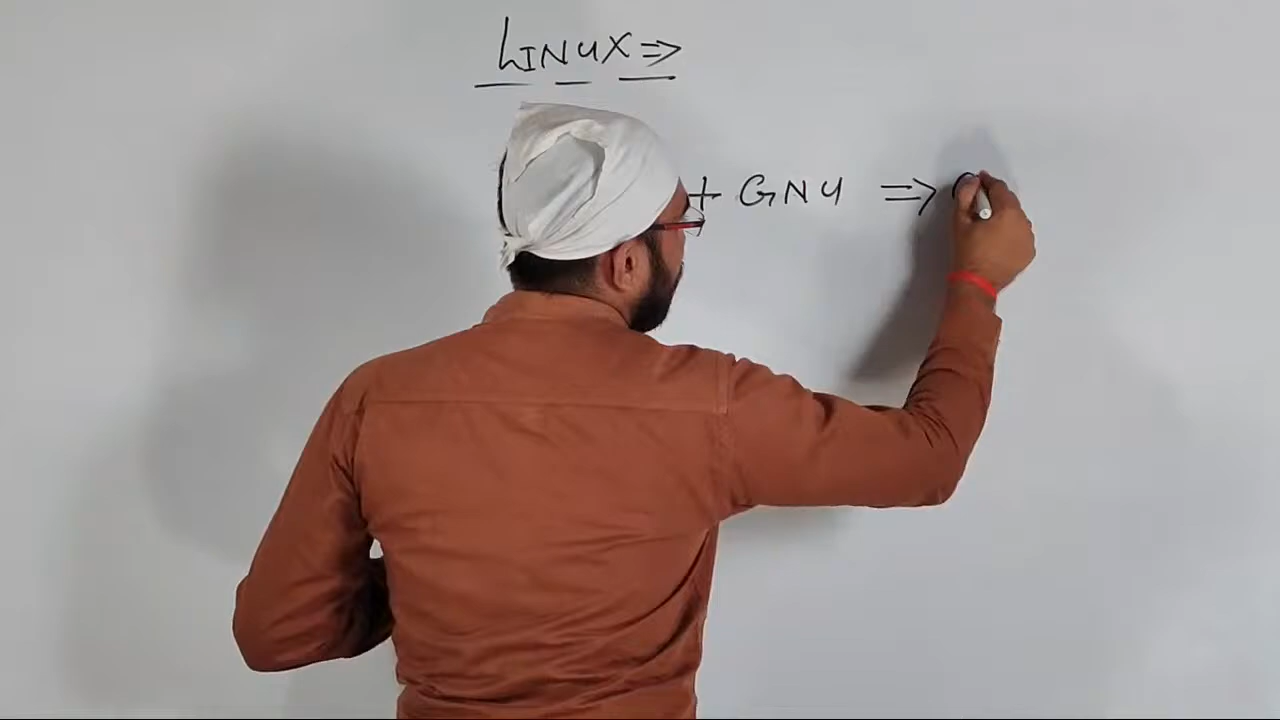 LINUX =>
+ GNU =>